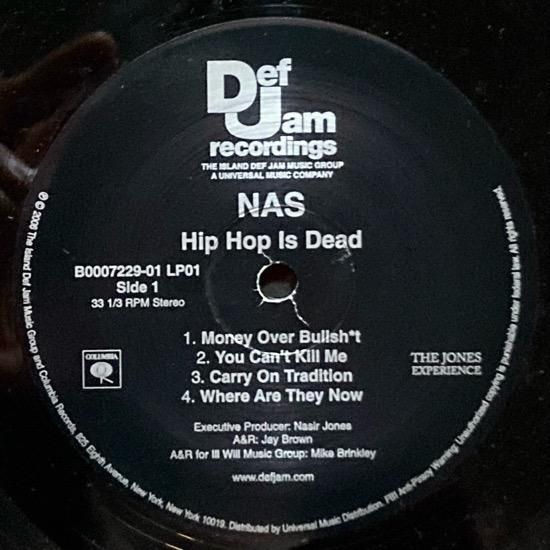 Def
Jam
recordings
THE ISLAND DEF JAM MUSIC GROUP
A UNIVERSAL MUSIC COMPANY
NAS
Hip Hop Is Dead
B0007229-01 LP01
Side 1
33 1/3 RPM Stereo
1. Money Over Bullsh*t
2. You Can't Kill Me
3. Carry On Tradition
4. Where Are They Now
COLUMBIA
THE JONES
EXPERIENCE
Executive Producer: Nasir Jones
A&R: Jay Brown
A&R for Ill Will Music Group: Mike Brinkley
www.defjam.com
℗ © 2006 The Island Def Jam Music Group and Columbia Records, 825 Eighth Avenue, New York, New York 10019. Distributed by Universal Music Distribution. FBI Anti-Piracy Warning: Unauthorized copying is punishable under federal law. All rights reserved.